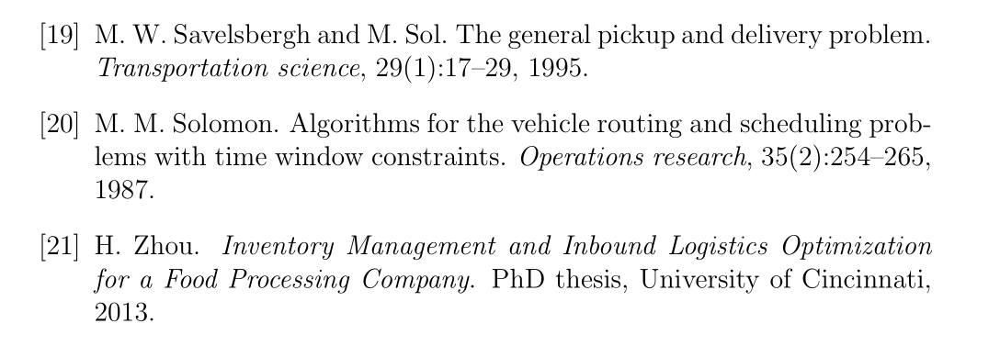 [19] M. W. Savelsbergh and M. Sol. The general pickup and delivery problem.
Transportation science, 29(1):17–29, 1995.
[20] M. M. Solomon. Algorithms for the vehicle routing and scheduling prob-
lems with time window constraints. Operations research, 35(2):254–265,
1987.
[21] H. Zhou. Inventory Management and Inbound Logistics Optimization
for a Food Processing Company. PhD thesis, University of Cincinnati,
2013.